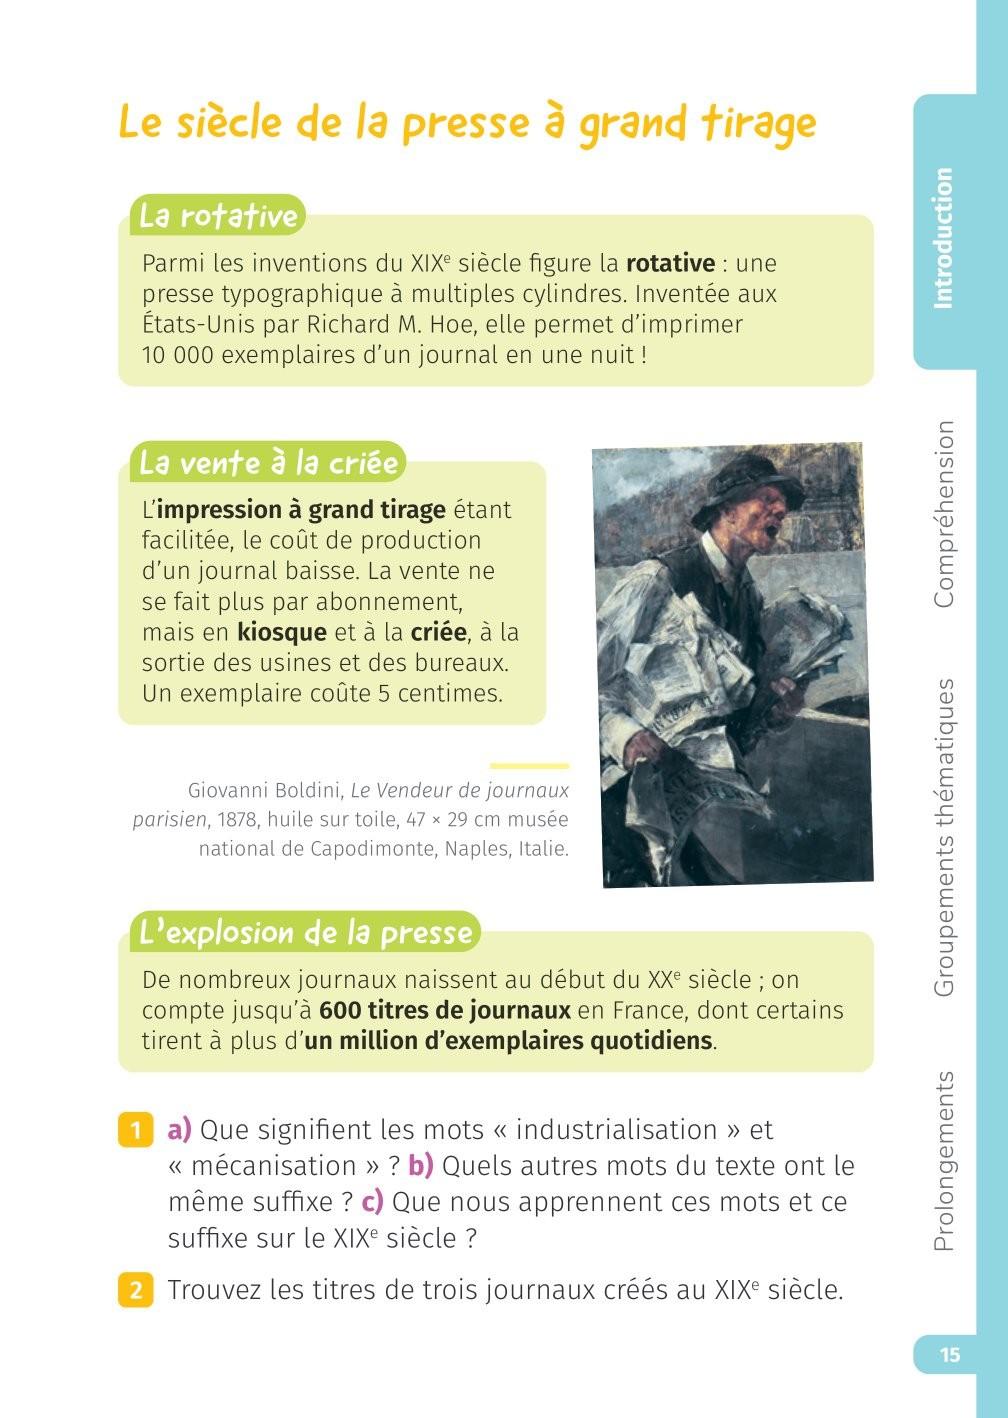 Le siècle de la presse à grand tirage
La rotative
Parmi les inventions du XIXe siècle figure la rotative : une
presse typographique à multiples cylindres. Inventée aux
États-Unis par Richard M. Hoe, elle permet d’imprimer
10 000 exemplaires d’un journal en une nuit !
La vente à la criée
L’impression à grand tirage étant
facilitée, le coût de production
d’un journal baisse. La vente ne
se fait plus par abonnement,
mais en kiosque et à la criée, à la
sortie des usines et des bureaux.
Un exemplaire coûte 5 centimes.
Giovanni Boldini, Le Vendeur de journaux
parisien, 1878, huile sur toile, 47 × 29 cm musée
national de Capodimonte, Naples, Italie.
L’explosion de la presse
De nombreux journaux naissent au début du XXe siècle ; on
compte jusqu’à 600 titres de journaux en France, dont certains
tirent à plus d’un million d’exemplaires quotidiens.
1 a) Que signifient les mots « industrialisation » et
« mécanisation » ? b) Quels autres mots du texte ont le
même suffixe ? c) Que nous apprennent ces mots et ce
suffixe sur le XIXe siècle ?
2 Trouvez les titres de trois journaux créés au XIXe siècle.
Introduction
Compréhension
Groupements thématiques
Prolongements
15